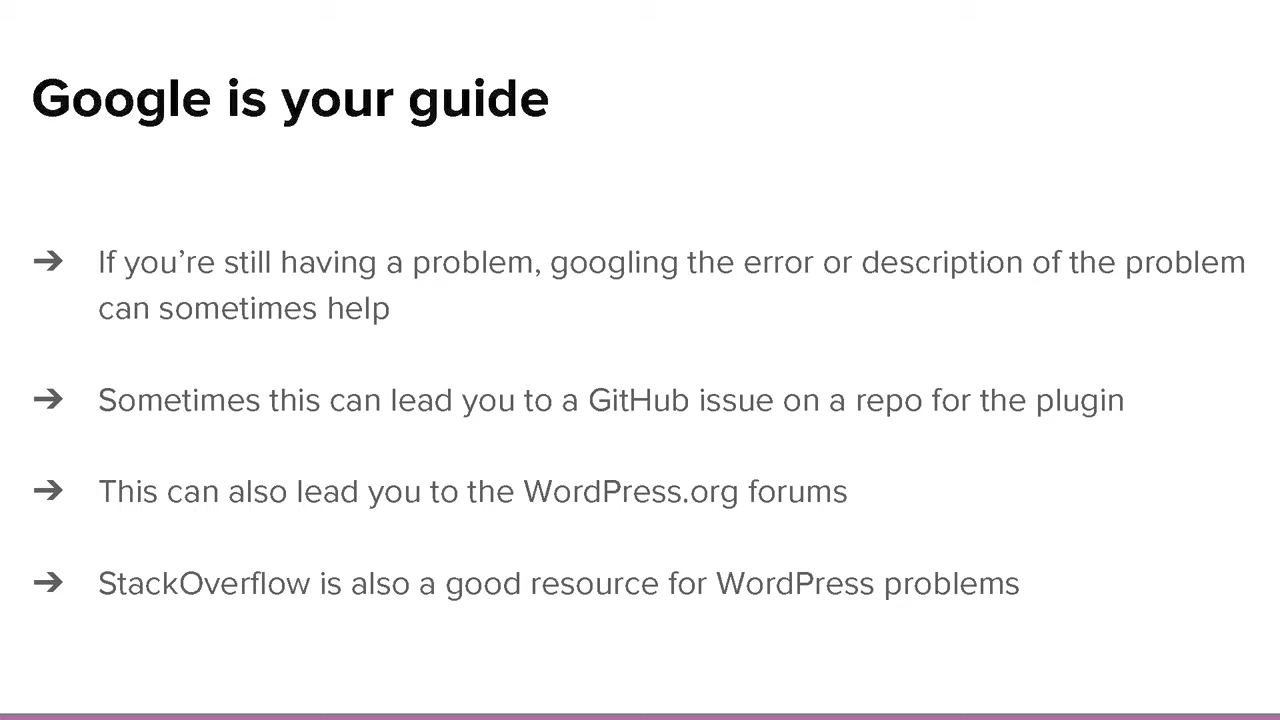 Google is your guide
➔ If you’re still having a problem, googling the error or description of the problem
can sometimes help
➔ Sometimes this can lead you to a GitHub issue on a repo for the plugin
➔ This can also lead you to the WordPress.org forums
➔ StackOverflow is also a good resource for WordPress problems